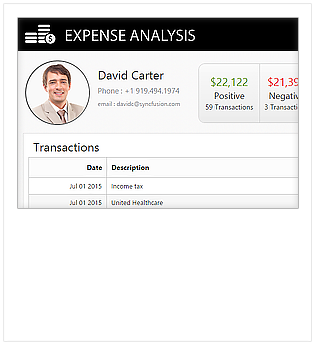 EXPENSE ANALYSIS
David Carter
Phone : +1 919.494.1974
email : davidc@syncfusion.com
$22,122
Positive
59 Transactions
$21,39
Negativ
3 Transactio
Transactions
Date Description
Jul 01 2015 Income tax
Jul 01 2015 United Healthcare